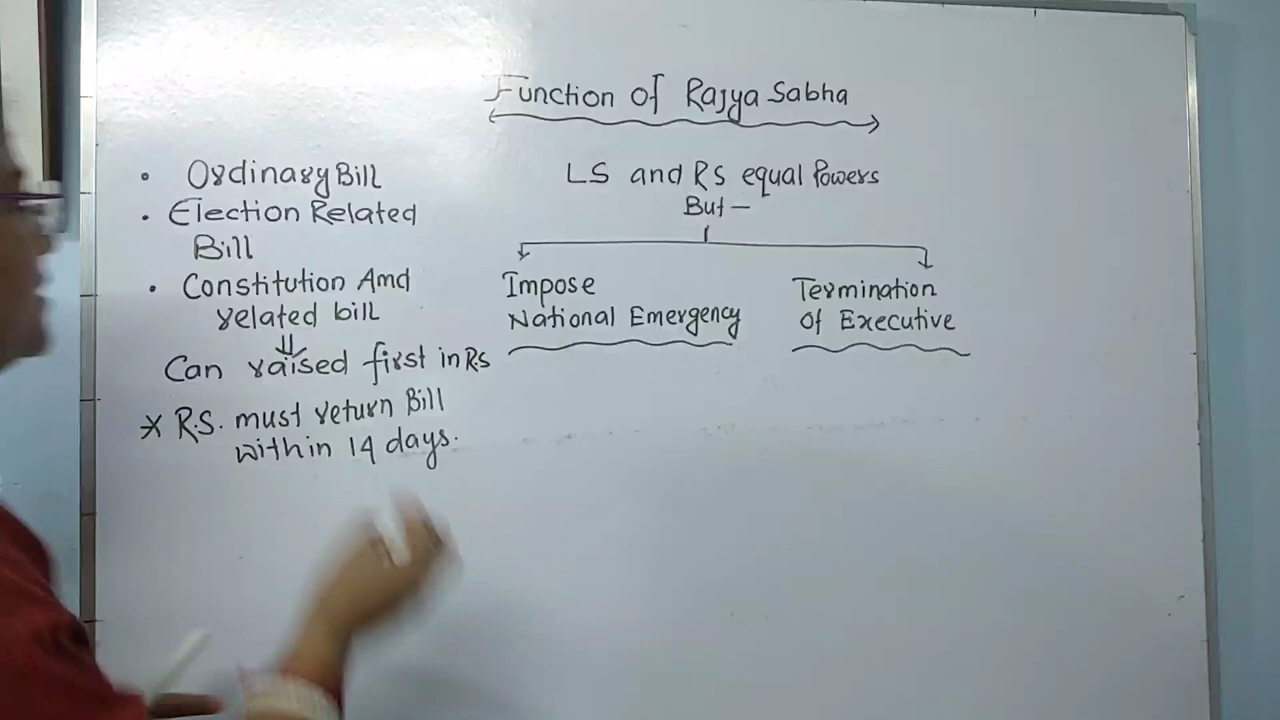 Function of Rajya Sabha
• Ordinary Bill
• Election Related
Bill
• Constitution Amd
related bill
⇓
Can raised first in Rs
* R.S. must return Bill
within 14 days.
LS and RS equal Powers
But —
Impose
National Emergency
Termination
Of Executive